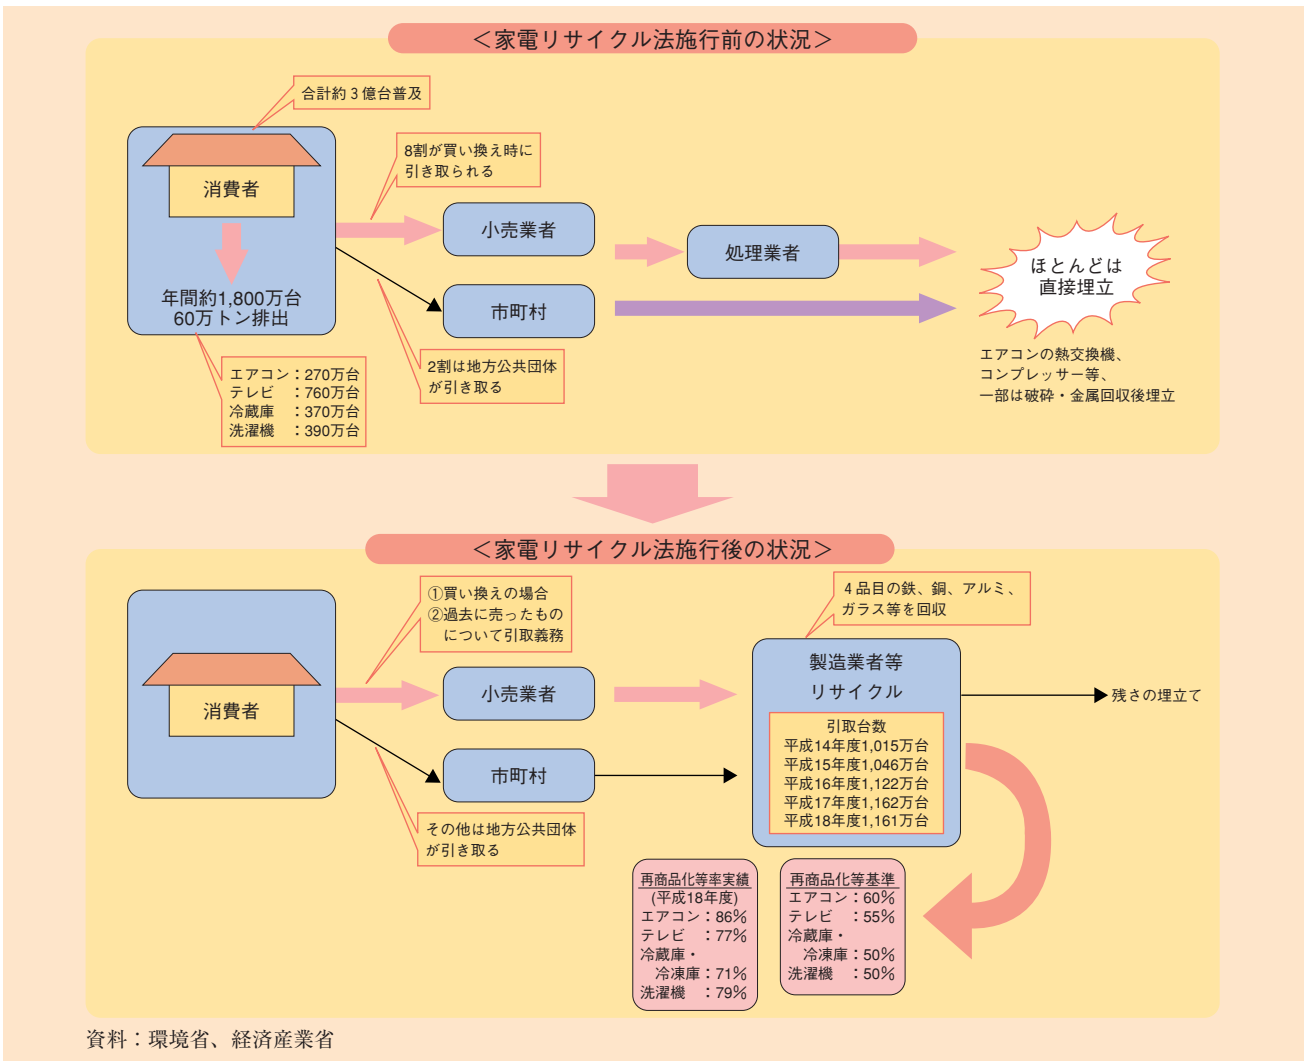 ＜家電リサイクル法施行前の状況＞
合計約３億台普及
消費者
年間約1,800万台
60万トン排出
エアコン：270万台
テレビ　：760万台
冷蔵庫　：370万台
洗濯機　：390万台
8割が買い換え時に
引き取られる
小売業者
市町村
2割は地方公共団体
が引き取る
処理業者
ほとんどは
直接埋立
エアコンの熱交換機、
コンプレッサー等、
一部は破砕・金属回収後埋立
＜家電リサイクル法施行後の状況＞
消費者
①買い換えの場合
②過去に売ったもの
について引取義務
小売業者
市町村
その他は地方公共団体
が引き取る
４品目の鉄、銅、アルミ、
ガラス等を回収
製造業者等
リサイクル
引取台数
平成14年度1,015万台
平成15年度1,046万台
平成16年度1,122万台
平成17年度1,162万台
平成18年度1,161万台
残さの埋立て
再商品化等率実績
(平成18年度)
エアコン：86％
テレビ　：77％
冷蔵庫・
冷凍庫：71％
洗濯機　：79％
再商品化等基準
エアコン：60％
テレビ　：55％
冷蔵庫・
冷凍庫：50％
洗濯機　：50％
資料：環境省、経済産業省